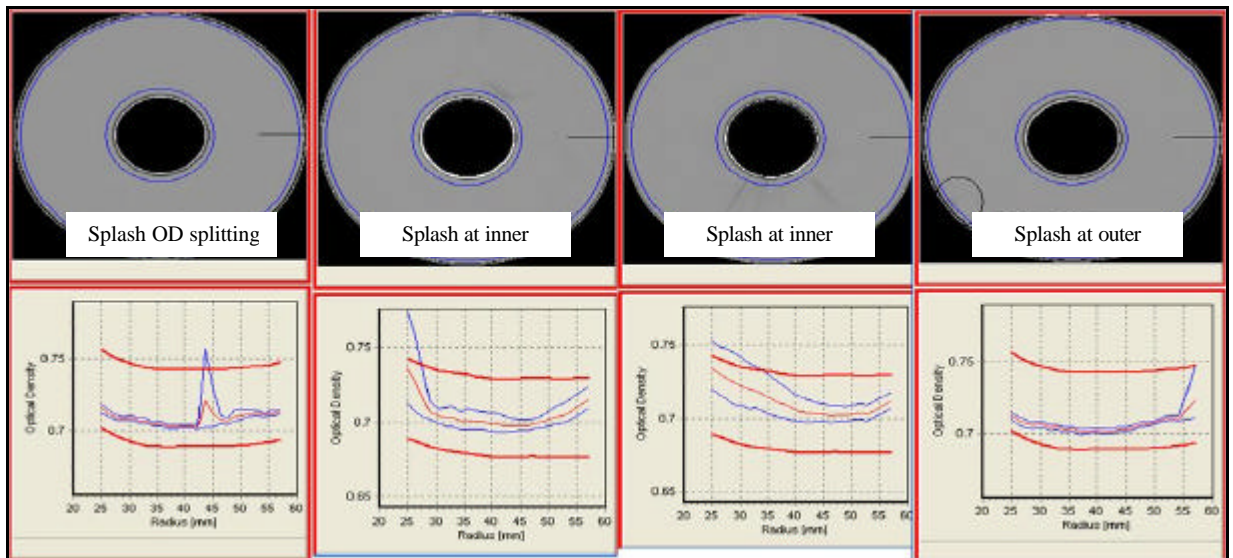 Splash OD splitting
Splash at inner
Splash at inner
Splash at outer
0.75
0.7
Optical Density
20 25 30 35 40 45 50 55 60
Radius [mm]
0.75
0.7
0.65
Optical Density
20 25 30 35 40 45 50 55 60
Radius [mm]
0.75
0.7
0.65
Optical Density
20 25 30 35 40 45 50 55 60
Radius [mm]
0.75
0.7
Optical Density
20 25 30 35 40 45 50 55 60
Radius [mm]